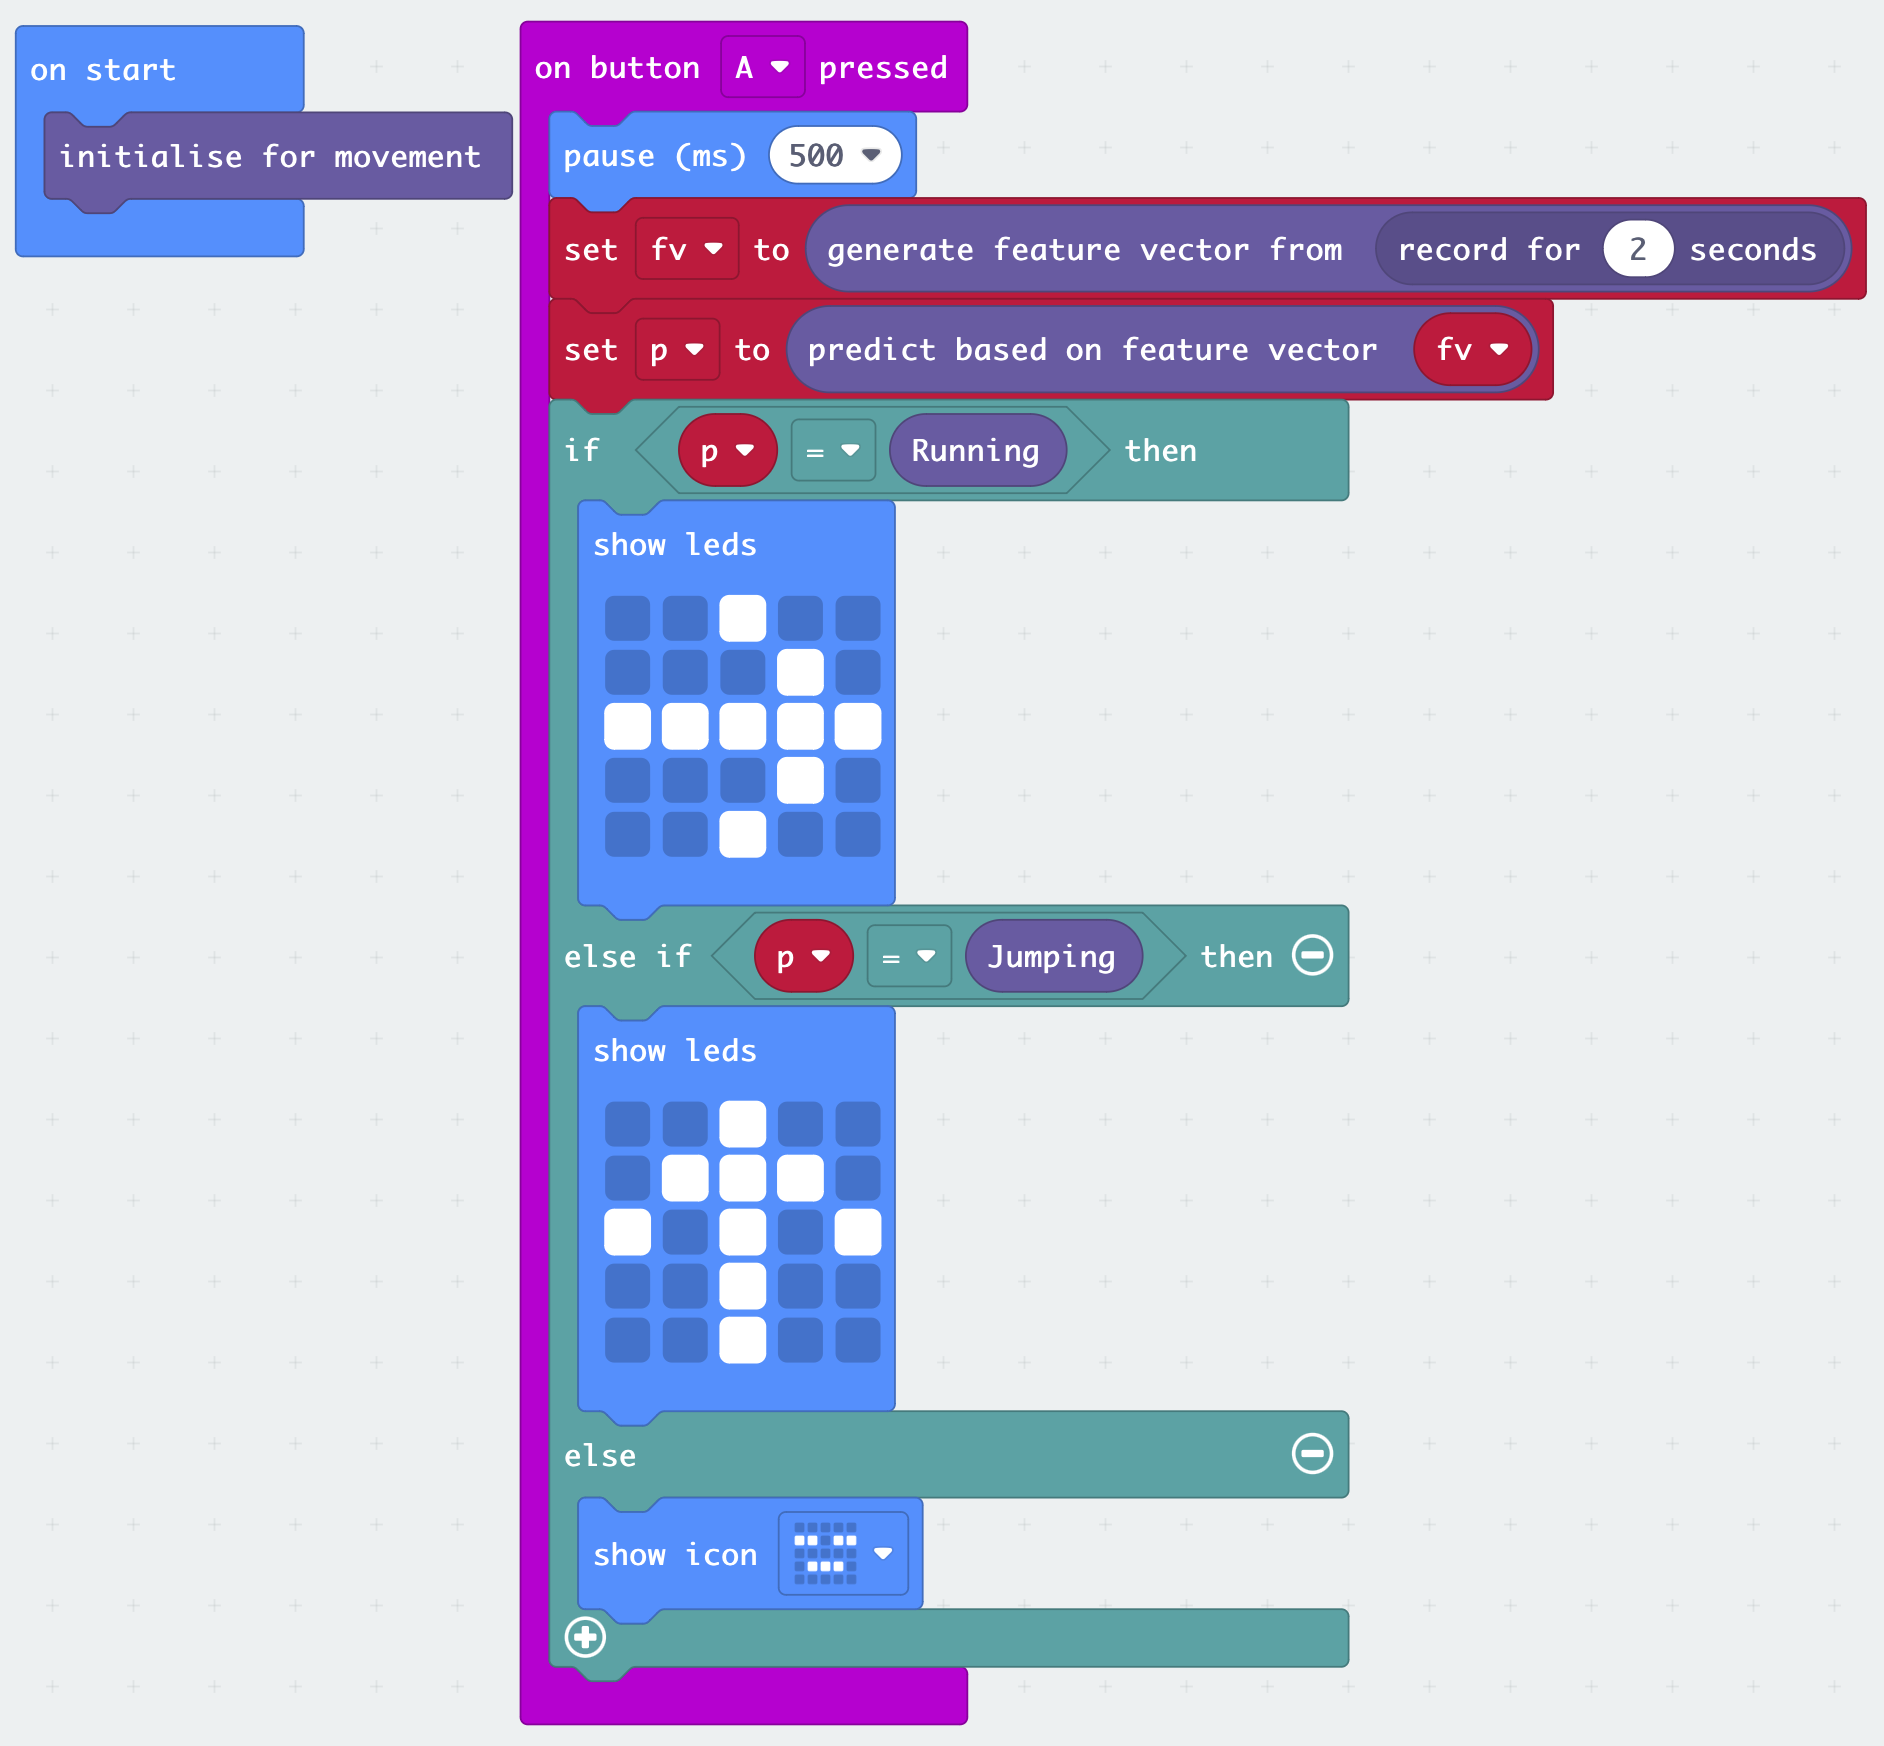 on start
initialise for movement
on button A pressed
pause (ms) 500
set fv to generate feature vector from record for 2 seconds
set p to predict based on feature vector fv
if p = Running then
show leds
else if p = Jumping then
show leds
else
show icon